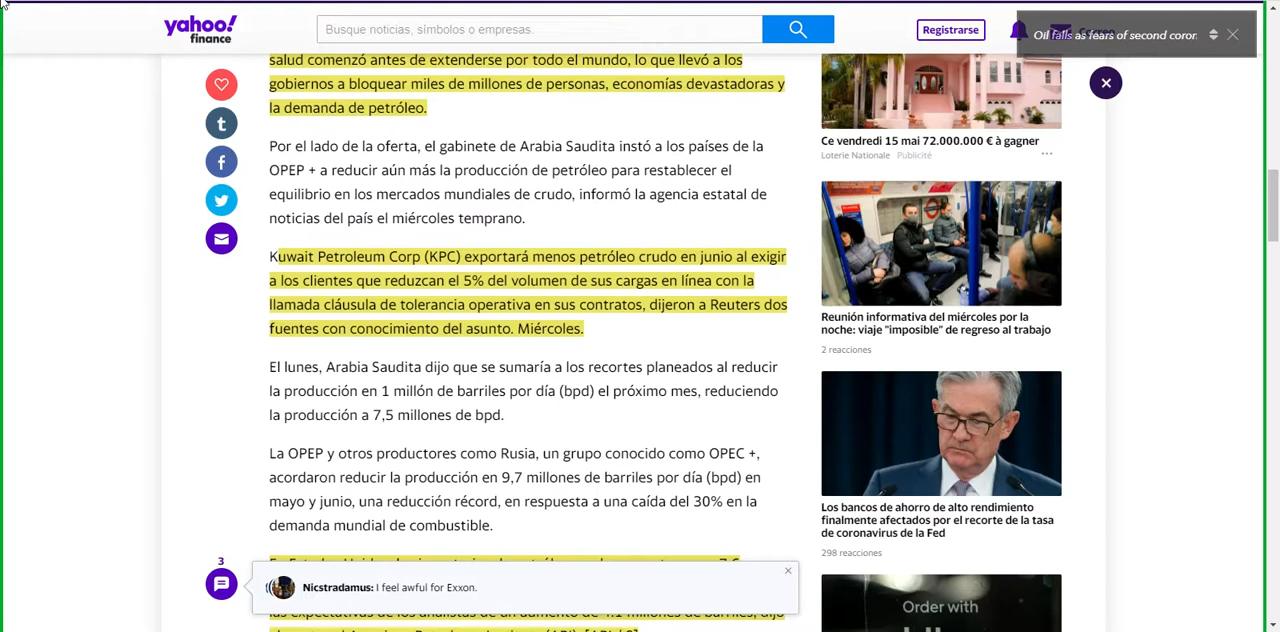 yahoo!
finance
Busque noticias, símbolos o empresas.
Registrarse
Oil falls as fears of second coron
salud comenzó antes de extenderse por todo el mundo, lo que llevó a los
gobiernos a bloquear miles de millones de personas, economías devastadoras y
la demanda de petróleo.
Por el lado de la oferta, el gabinete de Arabia Saudita instó a los países de la
OPEP + a reducir aún más la producción de petróleo para restablecer el
equilibrio en los mercados mundiales de crudo, informó la agencia estatal de
noticias del país el miércoles temprano.
Kuwait Petroleum Corp (KPC) exportará menos petróleo crudo en junio al exigir
a los clientes que reduzcan el 5% del volumen de sus cargas en línea con la
llamada cláusula de tolerancia operativa en sus contratos, dijeron a Reuters dos
fuentes con conocimiento del asunto. Miércoles.
El lunes, Arabia Saudita dijo que se sumaría a los recortes planeados al reducir
la producción en 1 millón de barriles por día (bpd) el próximo mes, reduciendo
la producción a 7,5 millones de bpd.
La OPEP y otros productores como Rusia, un grupo conocido como OPEC +,
acordaron reducir la producción en 9,7 millones de barriles por día (bpd) en
mayo y junio, una reducción récord, en respuesta a una caída del 30% en la
demanda mundial de combustible.
3
Nicstradamus: I feel awful for Exxon.
Ce vendredi 15 mai 72.000.000 € à gagner
Loterie Nationale Publicité
Reunión informativa del miércoles por la
noche: viaje "imposible" de regreso al trabajo
2 reacciones
Los bancos de ahorro de alto rendimiento
finalmente afectados por el recorte de la tasa
de coronavirus de la Fed
298 reacciones
Order with